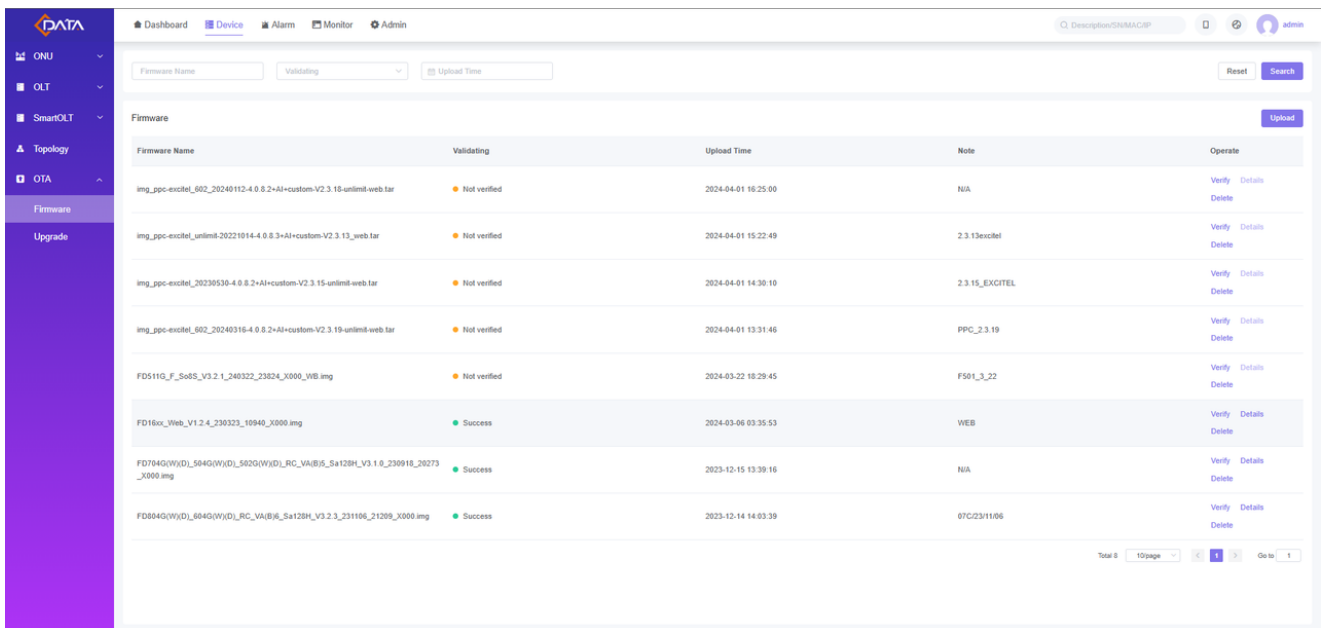 DATA
Dashboard Device Alarm Monitor Admin Description/SN/MAC/IP admin
ONU
OLT
SmartOLT
Topology
OTA
Firmware
Upgrade
Firmware Name Validating Upload Time Reset Search
Firmware Upload
Firmware Name Validating Upload Time Note Operate
img_ppc-excitel_602_20240112-4.0.8.2+AI+custom-V2.3.18-unlimit-web.tar Not verified 2024-04-01 16:25:00 N/A Verify Details
Delete
img_ppc-excitel_unlimit-20221014-4.0.8.3+AI+custom-V2.3.13_web.tar Not verified 2024-04-01 15:22:49 2.3.13excitel Verify Details
Delete
img_ppc-excitel_20230530-4.0.8.2+AI+custom-V2.3.15-unlimit-web.tar Not verified 2024-04-01 14:30:10 2.3.15_EXCITEL Verify Details
Delete
img_ppc-excitel_602_20240316-4.0.8.2+AI+custom-V2.3.19-unlimit-web.tar Not verified 2024-04-01 13:31:46 PPC_2.3.19 Verify Details
Delete
FD511G_F_So8S_V3.2.1_240322_23824_X000_WB.img Not verified 2024-03-22 18:29:45 F501_3_22 Verify Details
Delete
FD16xx_Web_V1.2.4_230323_10940_X000.img Success 2024-03-06 03:35:53 WEB Verify Details
Delete
FD704G(W)(D)_504G(W)(D)_502G(W)(D)_RC_VA(B)5_Sa128H_V3.1.0_230918_20273
_X000.img Success 2023-12-15 13:39:16 N/A Verify Details
Delete
FD804G(W)(D)_604G(W)(D)_RC_VA(B)6_Sa128H_V3.2.3_231106_21209_X000.img Success 2023-12-14 14:03:39 07C/23/11/06 Verify Details
Delete
Total 8 10/page < 1 > Go to 1